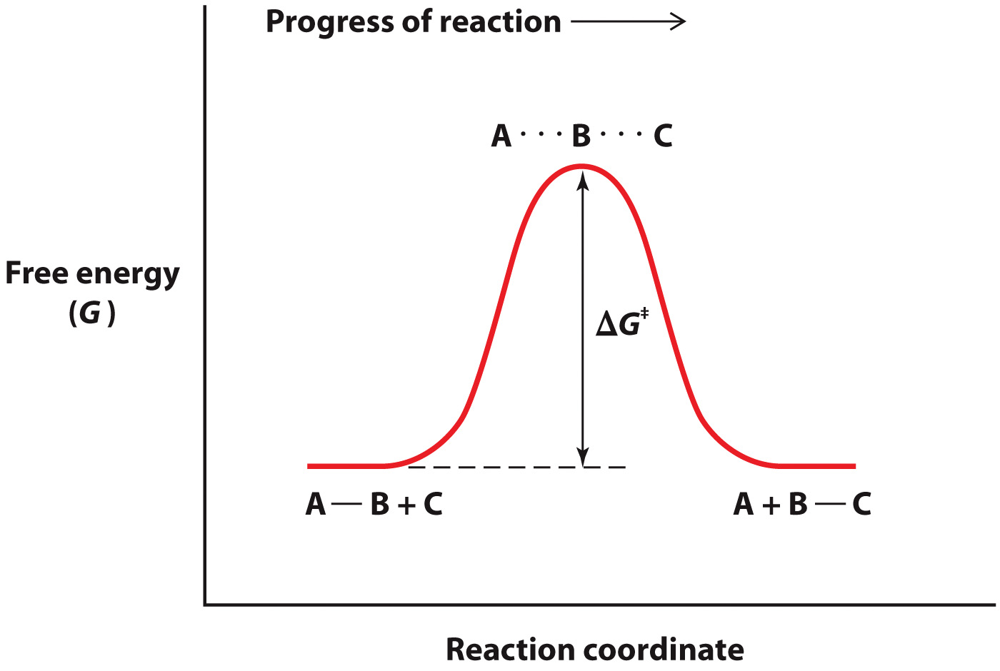 Progress of reaction
A · · · B · · · C
Free energy
(G)
ΔG‡
A — B + C
A + B — C
Reaction coordinate